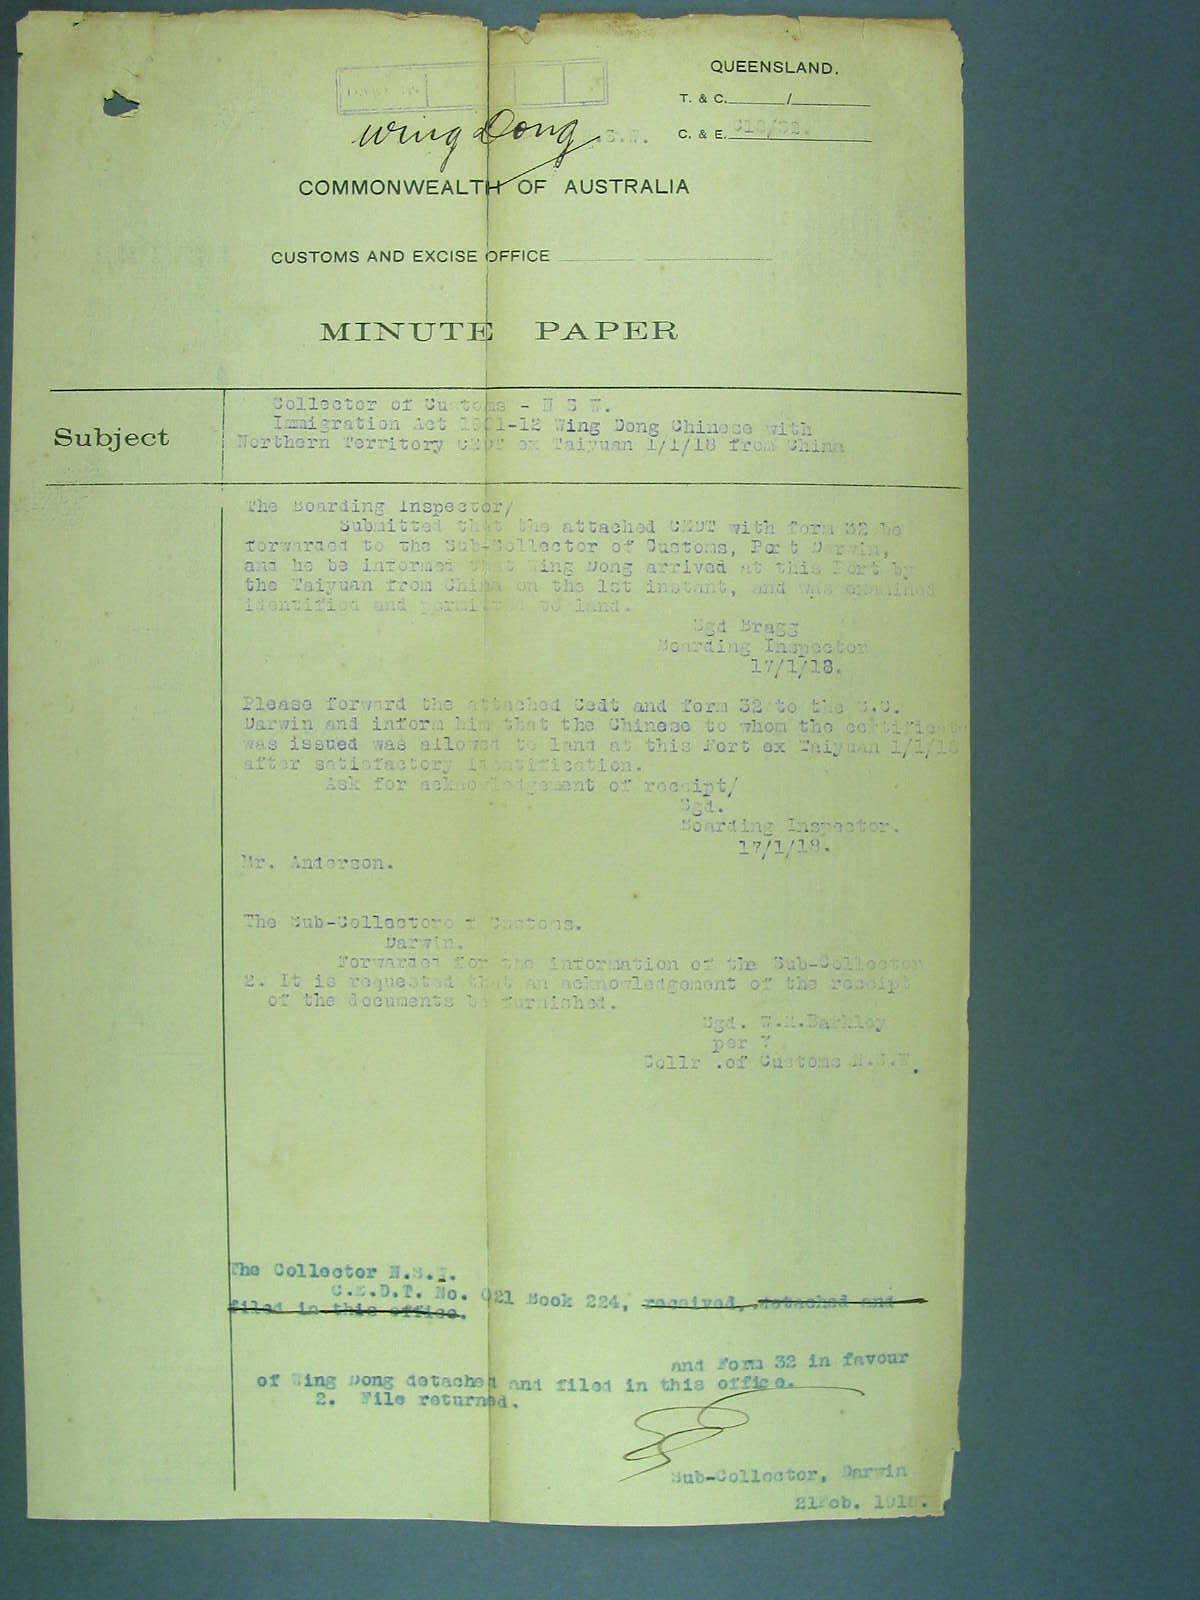 QUEENSLAND.
T. & C. /
C. & E. C18/32.
Wing Dong
COMMONWEALTH OF AUSTRALIA
CUSTOMS AND EXCISE OFFICE
MINUTE PAPER
Subject
Collector of Customs - N S W.
Immigration Act 1901-12 Wing Dong Chinese with
Northern Territory CEDT ex Taiyuan 1/1/18 from China
The Boarding Inspector/
Submitted that the attached CEDT with form 32 be
forwarded to the Sub-Collector of Customs, Port Darwin,
and he be informed that Wing Dong arrived at this Port by
the Taiyuan from China on the 1st instant, and was examined
identified and permitted to land.
Sgd Bragg
Boarding Inspector
17/1/18.
Please forward the attached Cedt and form 32 to the S.C.
Darwin and inform him that the Chinese to whom the certificate
was issued was allowed to land at this Port ex Taiyuan 1/1/18
after satisfactory identification.
Ask for acknowledgement of receipt/
Sgd.
Boarding Inspector.
17/1/18.
Mr. Anderson.
The Sub-Collectoro f Customs.
Darwin.
Forwarded for the information of the Sub-Collector
2. It is requested that an acknowledgement of the receipt
of the documents be furnished.
Sgd. W.H.Barkley
per ?
Collr .of Customs N.S.W.
The Collector N.S.W.
C.E.D.T. No. 021 Book 224, received, detached and
filed in this office.
and Form 32 in favour
of Wing Dong detached and filed in this office.
2. File returned.
Sub-Collector, Darwin
21Feb. 1918.